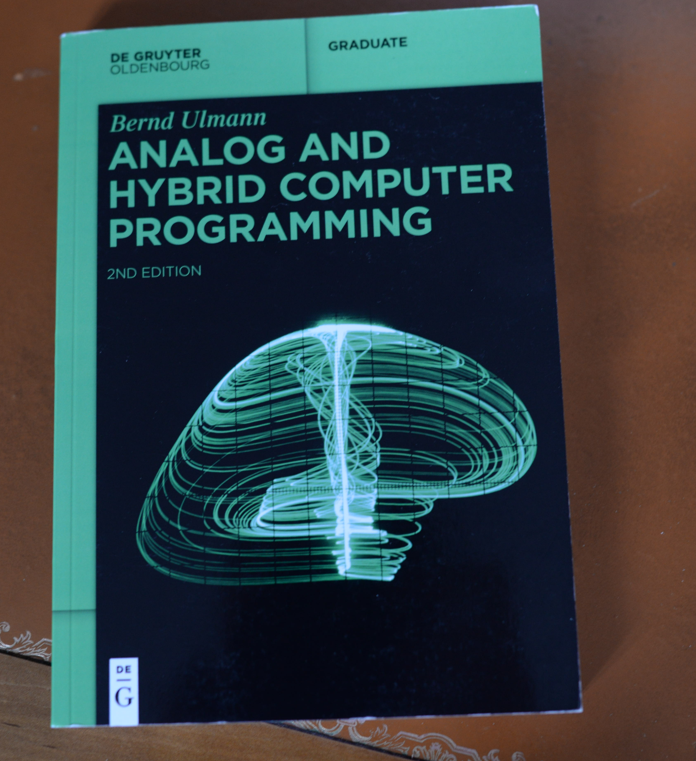 DE GRUYTER
OLDENBOURG
GRADUATE
Bernd Ulmann
ANALOG AND
HYBRID COMPUTER
PROGRAMMING
2ND EDITION
DE
G